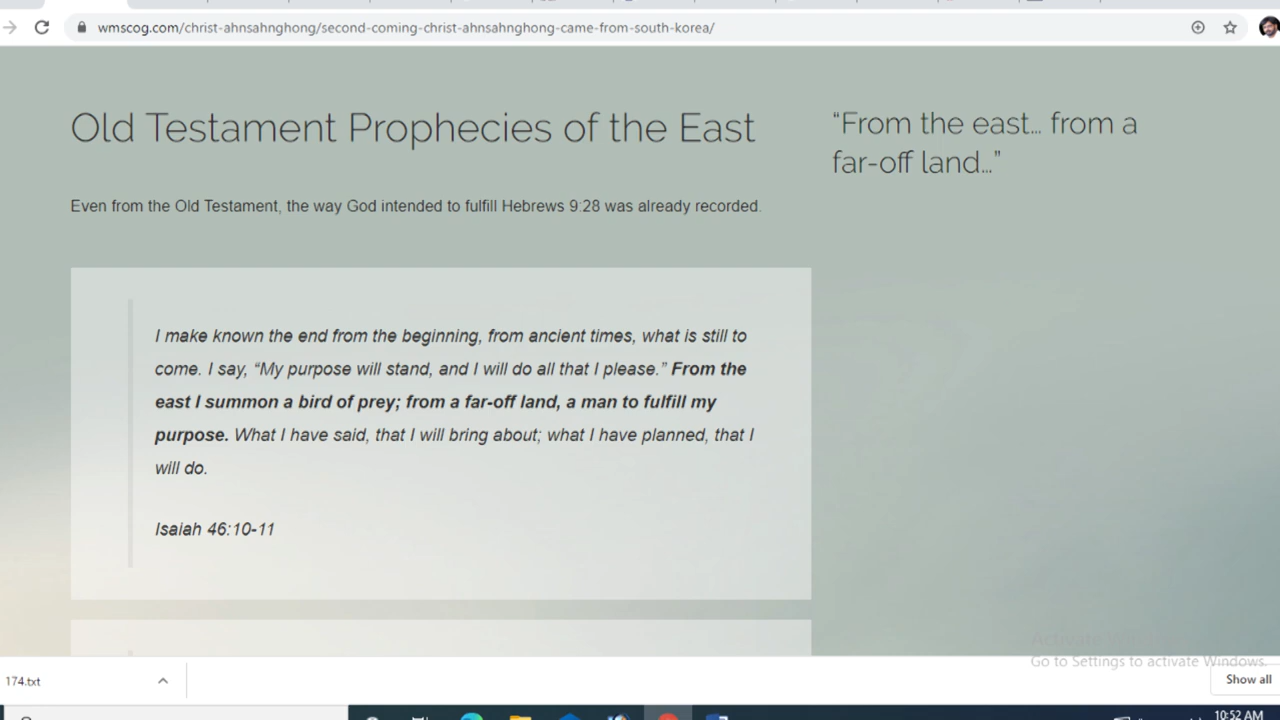 wmscog.com/christ-ahnsahnghong/second-coming-christ-ahnsahnghong-came-from-south-korea/
Old Testament Prophecies of the East
Even from the Old Testament, the way God intended to fulfill Hebrews 9:28 was already recorded.
I make known the end from the beginning, from ancient times, what is still to
come. I say, “My purpose will stand, and I will do all that I please.” From the
east I summon a bird of prey; from a far-off land, a man to fulfill my
purpose. What I have said, that I will bring about; what I have planned, that I
will do.
Isaiah 46:10-11
“From the east… from a
far-off land…”
Activate Windows
Go to Settings to activate Windows.
174.txt
Show all
10:52 AM